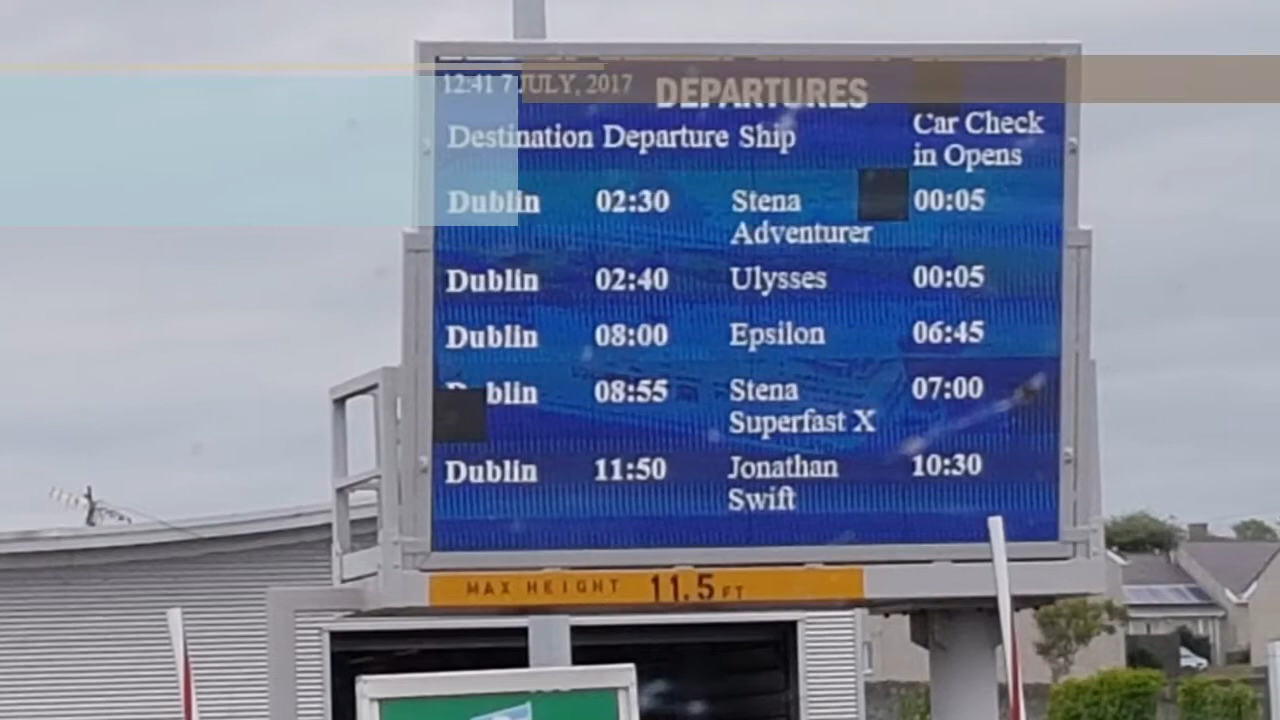 12:41 7 JULY, 2017 DEPARTURES
Destination Departure Ship Car Check in Opens
Dublin 02:30 Stena Adventurer 00:05
Dublin 02:40 Ulysses 00:05
Dublin 08:00 Epsilon 06:45
Dublin 08:55 Stena Superfast X 07:00
Dublin 11:50 Jonathan Swift 10:30
MAX HEIGHT 11.5 FT